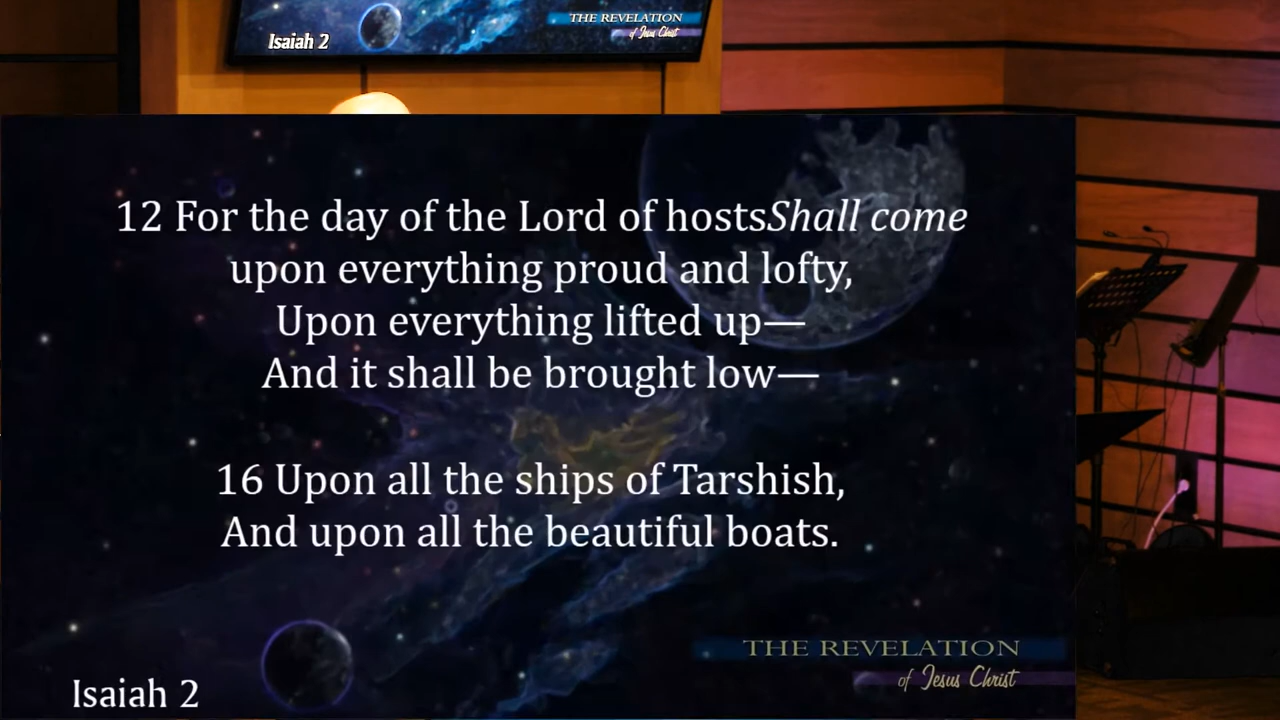 Isaiah 2
THE REVELATION
of Jesus Christ
12 For the day of the Lord of hostsShall come
upon everything proud and lofty,
Upon everything lifted up—
And it shall be brought low—
16 Upon all the ships of Tarshish,
And upon all the beautiful boats.
THE REVELATION
of Jesus Christ
Isaiah 2